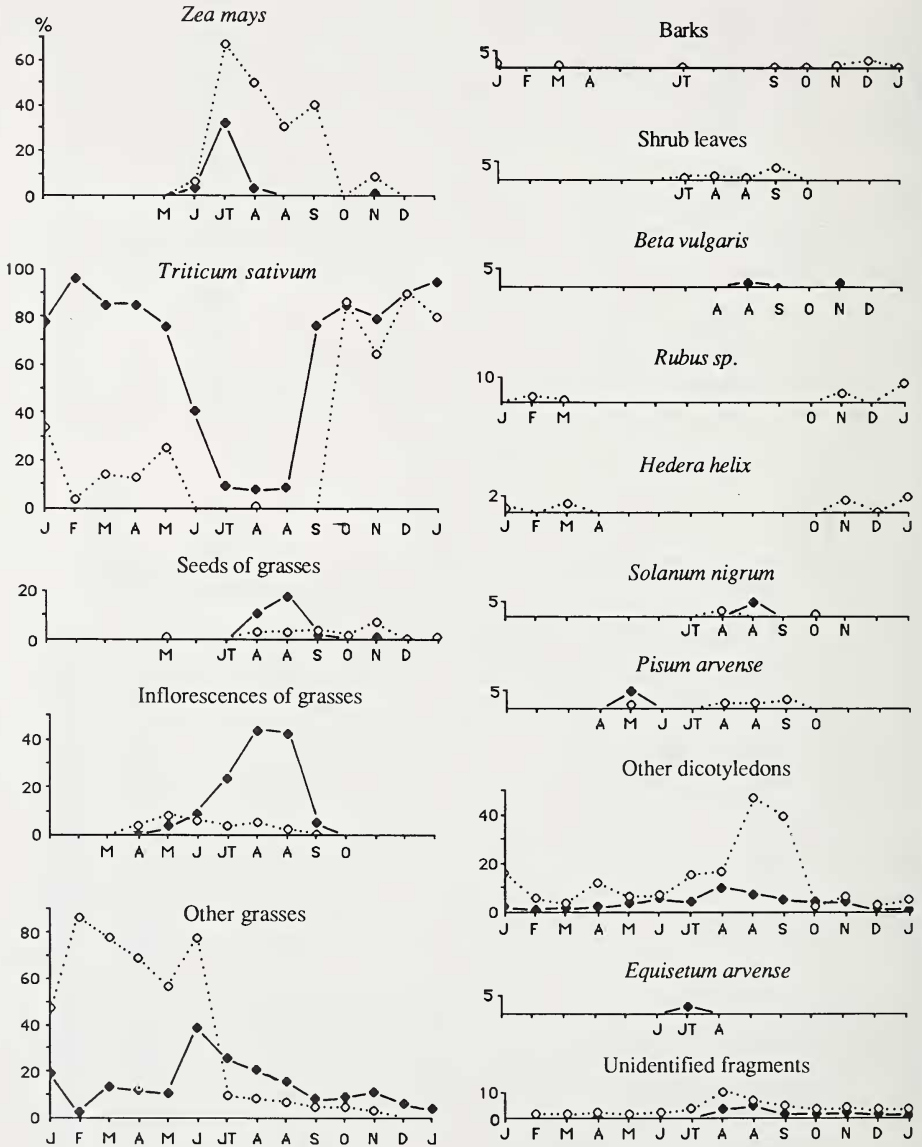 Zea mays
%
60
40
20
0
M J JT A A S O N D
Triticum sativum
100
80
60
40
20
0
J F M A M J JT A A S O N D J
Seeds of grasses
20
0
M JT A A S O N D J
Inflorescences of grasses
40
20
0
M A M J JT A A S O
Other grasses
80
60
40
20
0
J F M A M J JT A A S O N D J
Barks
5
J F M A JT S O N D J
Shrub leaves
5
JT A A S O
Beta vulgaris
5
A A S O N D
Rubus sp.
10
J F M O N D J
Hedera helix
2
J F M A O N D J
Solanum nigrum
5
JT A A S O N
Pisum arvense
5
A M J JT A A S O
Other dicotyledons
40
20
0
J F M A M J JT A A S O N D J
Equisetum arvense
5
J JT A
Unidentified fragments
10
0
J F M A M J JT A A S O N D J